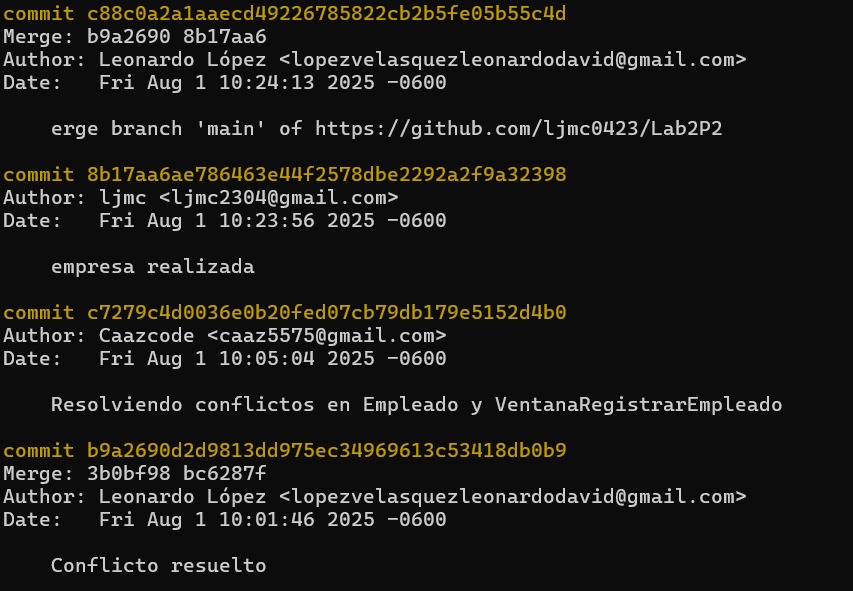 commit c88c0a2a1aaecd49226785822cb2b5fe05b55c4d
Merge: b9a2690 8b17aa6
Author: Leonardo López <lopezvelasquezleonardodavid@gmail.com>
Date:   Fri Aug 1 10:24:13 2025 -0600
erge branch 'main' of https://github.com/ljmc0423/Lab2P2
commit 8b17aa6ae786463e44f2578dbe2292a2f9a32398
Author: ljmc <ljmc2304@gmail.com>
Date:   Fri Aug 1 10:23:56 2025 -0600
empresa realizada
commit c7279c4d0036e0b20fed07cb79db179e5152d4b0
Author: Caazcode <caaz5575@gmail.com>
Date:   Fri Aug 1 10:05:04 2025 -0600
Resolviendo conflictos en Empleado y VentanaRegistrarEmpleado
commit b9a2690d2d9813dd975ec34969613c53418db0b9
Merge: 3b0bf98 bc6287f
Author: Leonardo López <lopezvelasquezleonardodavid@gmail.com>
Date:   Fri Aug 1 10:01:46 2025 -0600
Conflicto resuelto